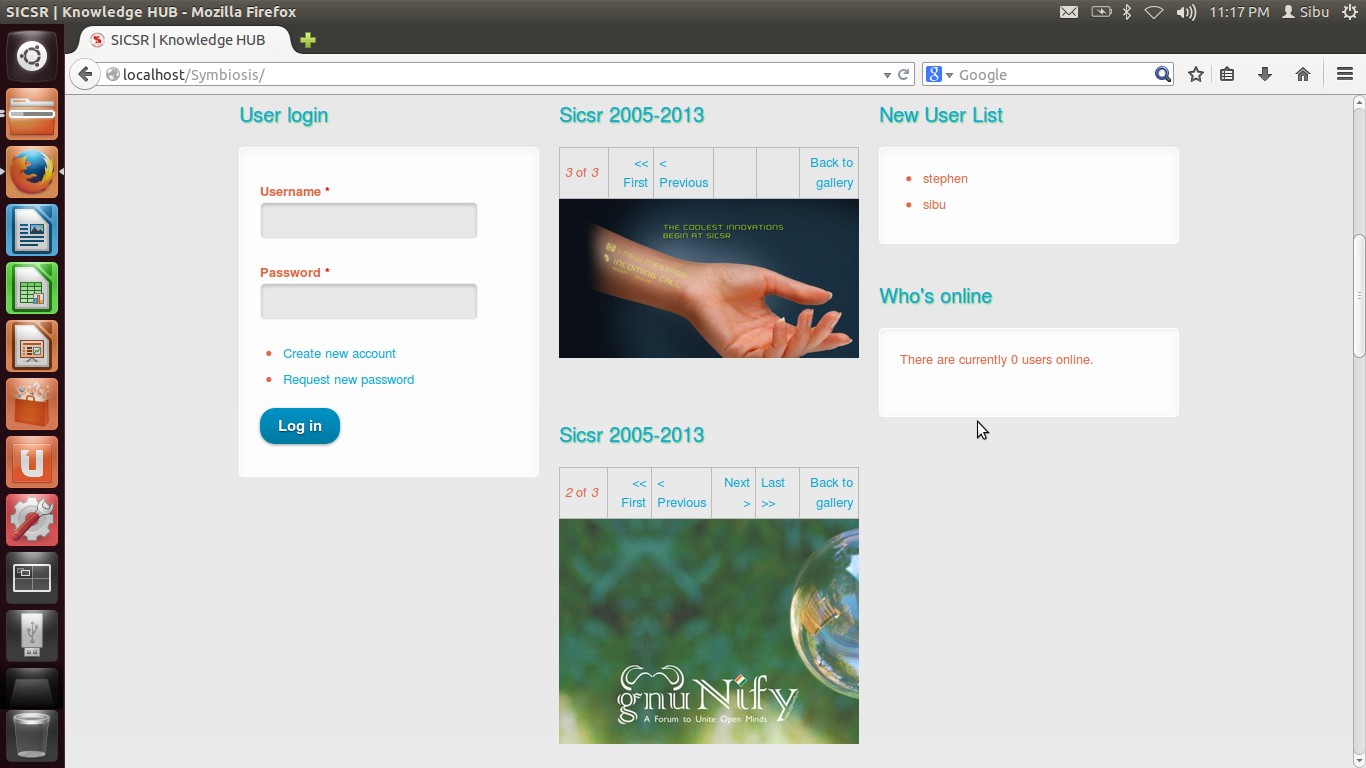 SICSR | Knowledge HUB - Mozilla Firefox
11:17 PM
Sibu
SICSR | Knowledge HUB
localhost/Symbiosis/
Google
User login
Username *
Password *
Create new account
Request new password
Log in
Sicsr 2005-2013
3 of 3
<< First
< Previous
Back to gallery
THE COOLEST INNOVATIONS
BEGIN AT SICSR
1 NEW MESSAGE
INCOMING CALL
Sicsr 2005-2013
2 of 3
<< First
< Previous
Next >
Last >>
Back to gallery
gnuNify
A Forum to Unite Open Minds
New User List
stephen
sibu
Who's online
There are currently 0 users online.